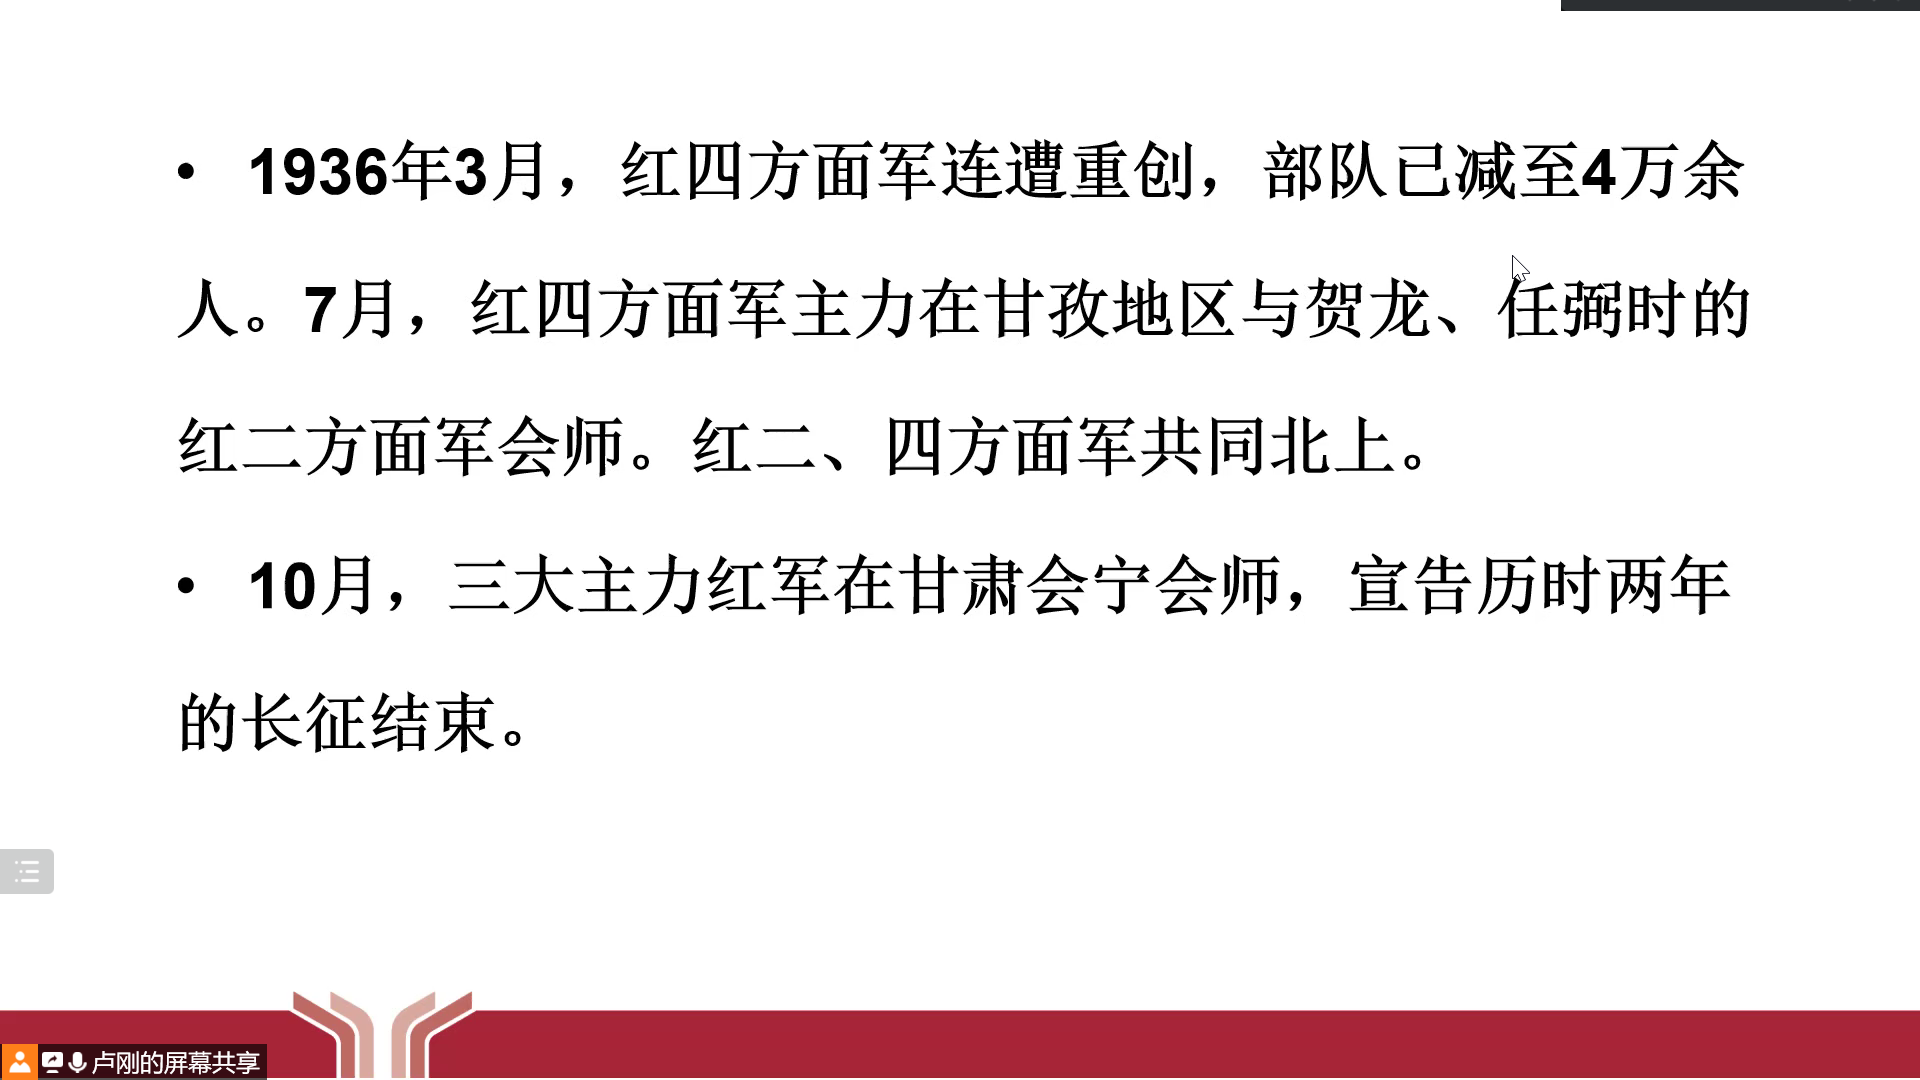 • 1936年3月，红四方面军连遭重创，部队已减至4万余
人。7月，红四方面军主力在甘孜地区与贺龙、任弼时的
红二方面军会师。红二、四方面军共同北上。
• 10月，三大主力红军在甘肃会宁会师，宣告历时两年
的长征结束。
卢刚的屏幕共享